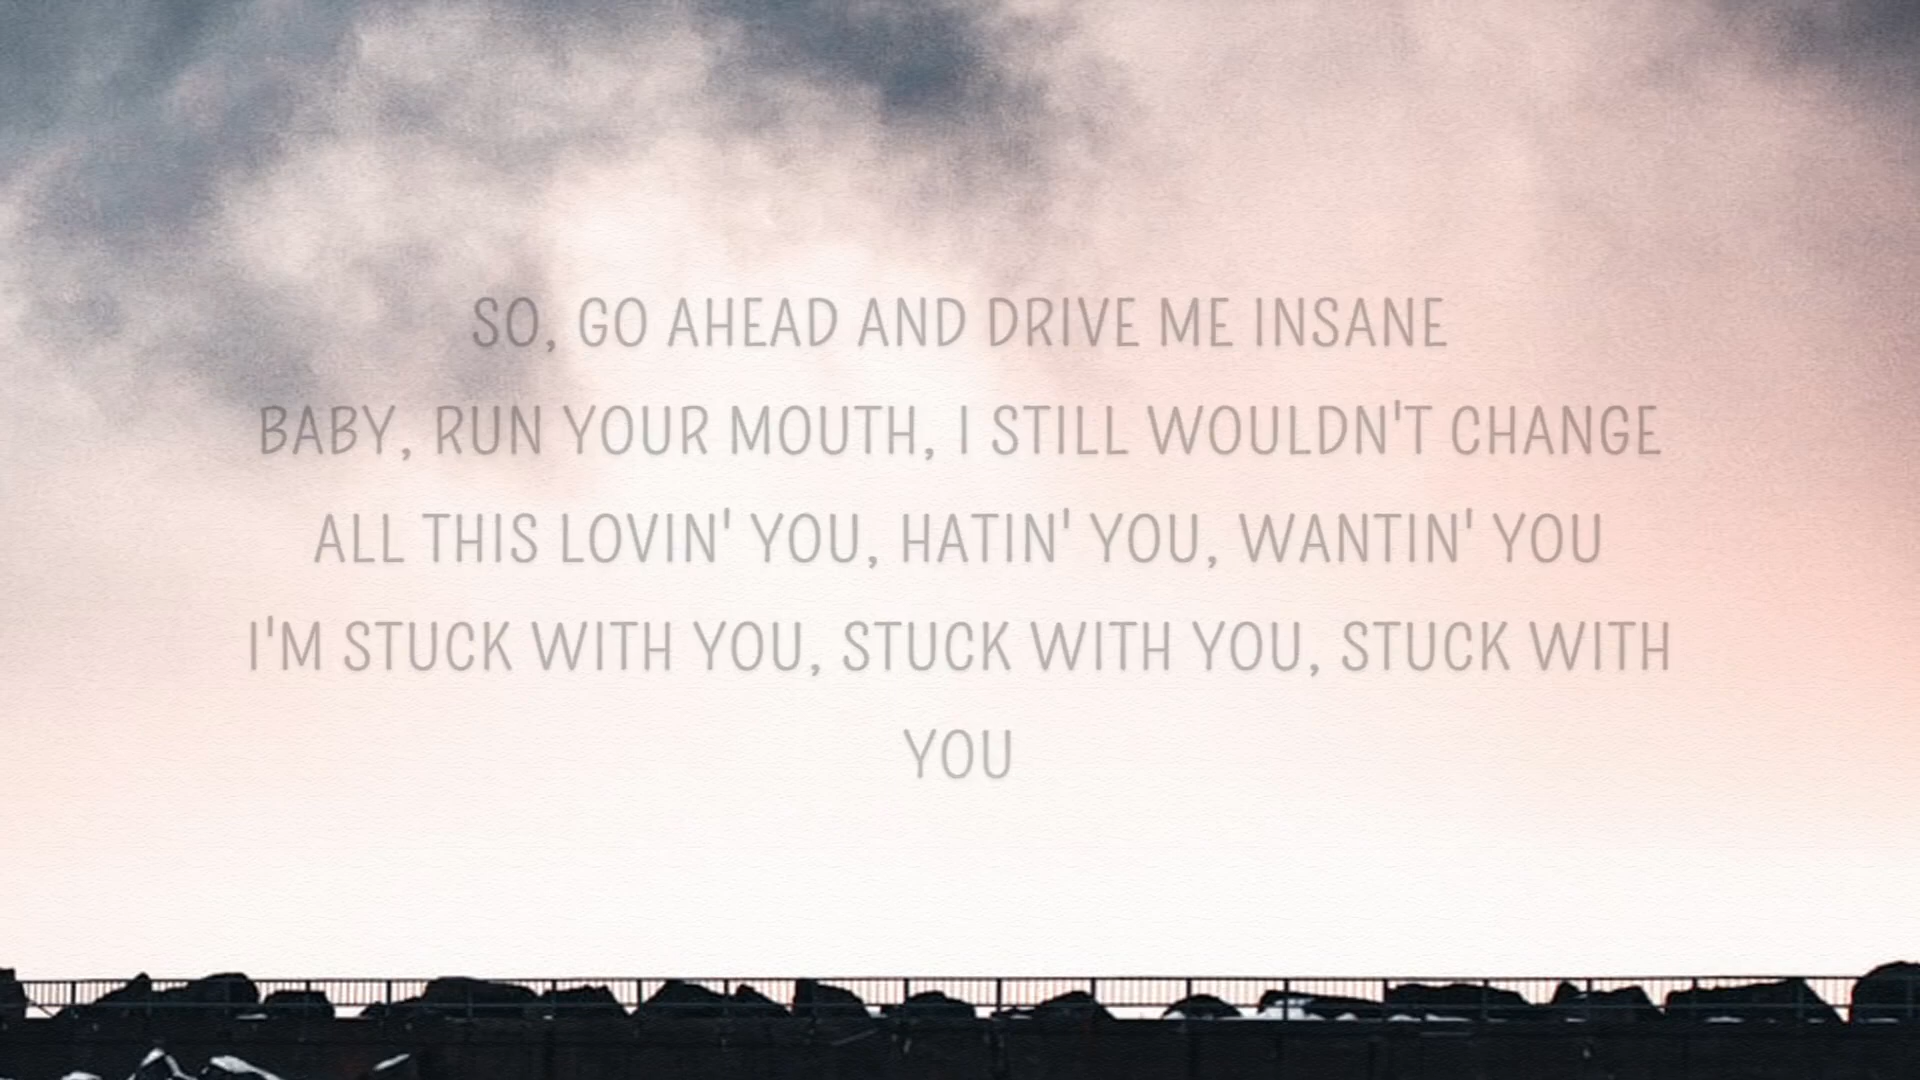 SO, GO AHEAD AND DRIVE ME INSANE
BABY, RUN YOUR MOUTH, I STILL WOULDN'T CHANGE
ALL THIS LOVIN' YOU, HATIN' YOU, WANTIN' YOU
I'M STUCK WITH YOU, STUCK WITH YOU, STUCK WITH
YOU